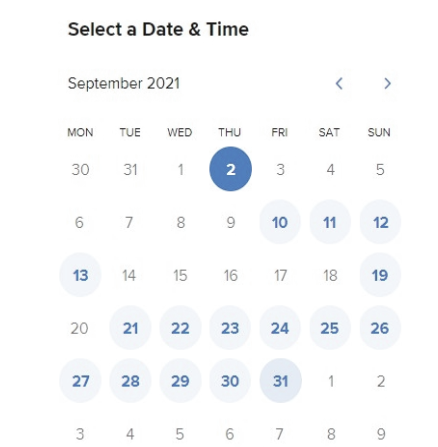 Select a Date & Time
September 2021
MON TUE WED THU FRI SAT SUN
30 31 1 2 3 4 5
6 7 8 9 10 11 12
13 14 15 16 17 18 19
20 21 22 23 24 25 26
27 28 29 30 31 1 2
3 4 5 6 7 8 9